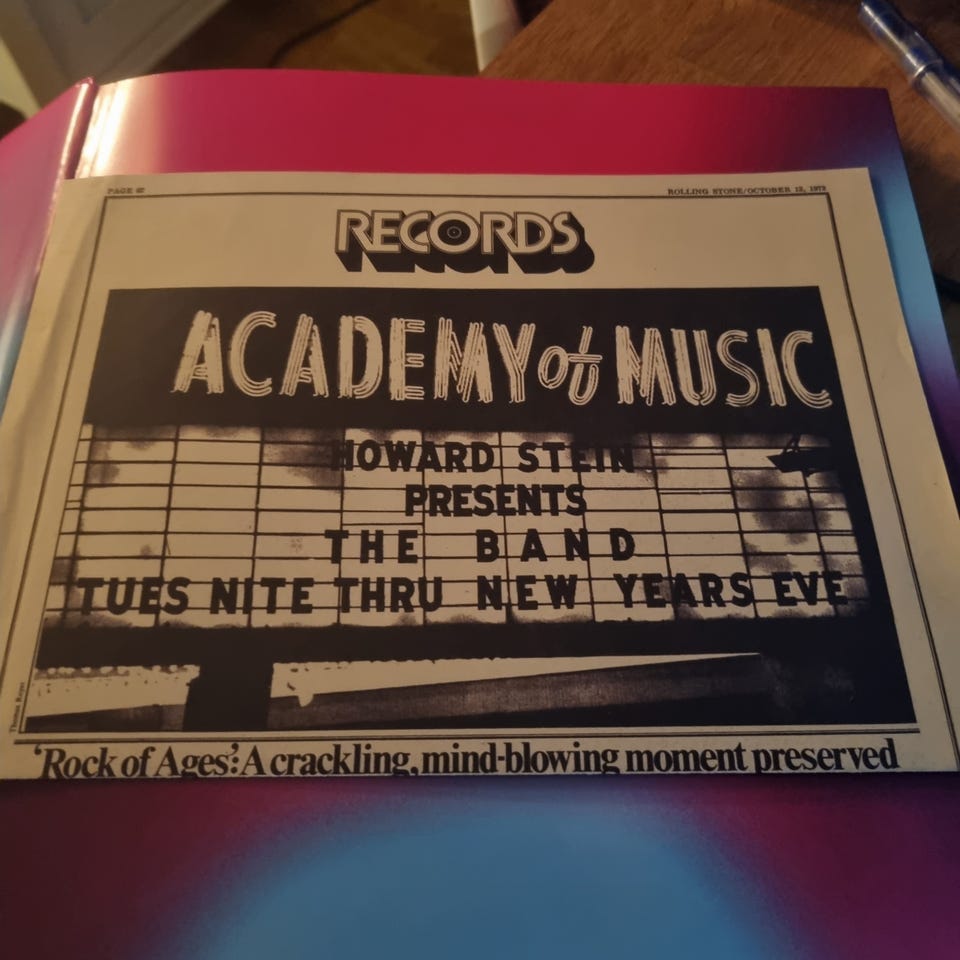 ROLLING STONE/OCTOBER 12, 1972
RECORDS
ACADEMY of MUSIC
HOWARD STEIN
PRESENTS
THE BAND
TUES NITE THRU NEW YEARS EVE
'Rock of Ages': A crackling, mind-blowing moment preserved